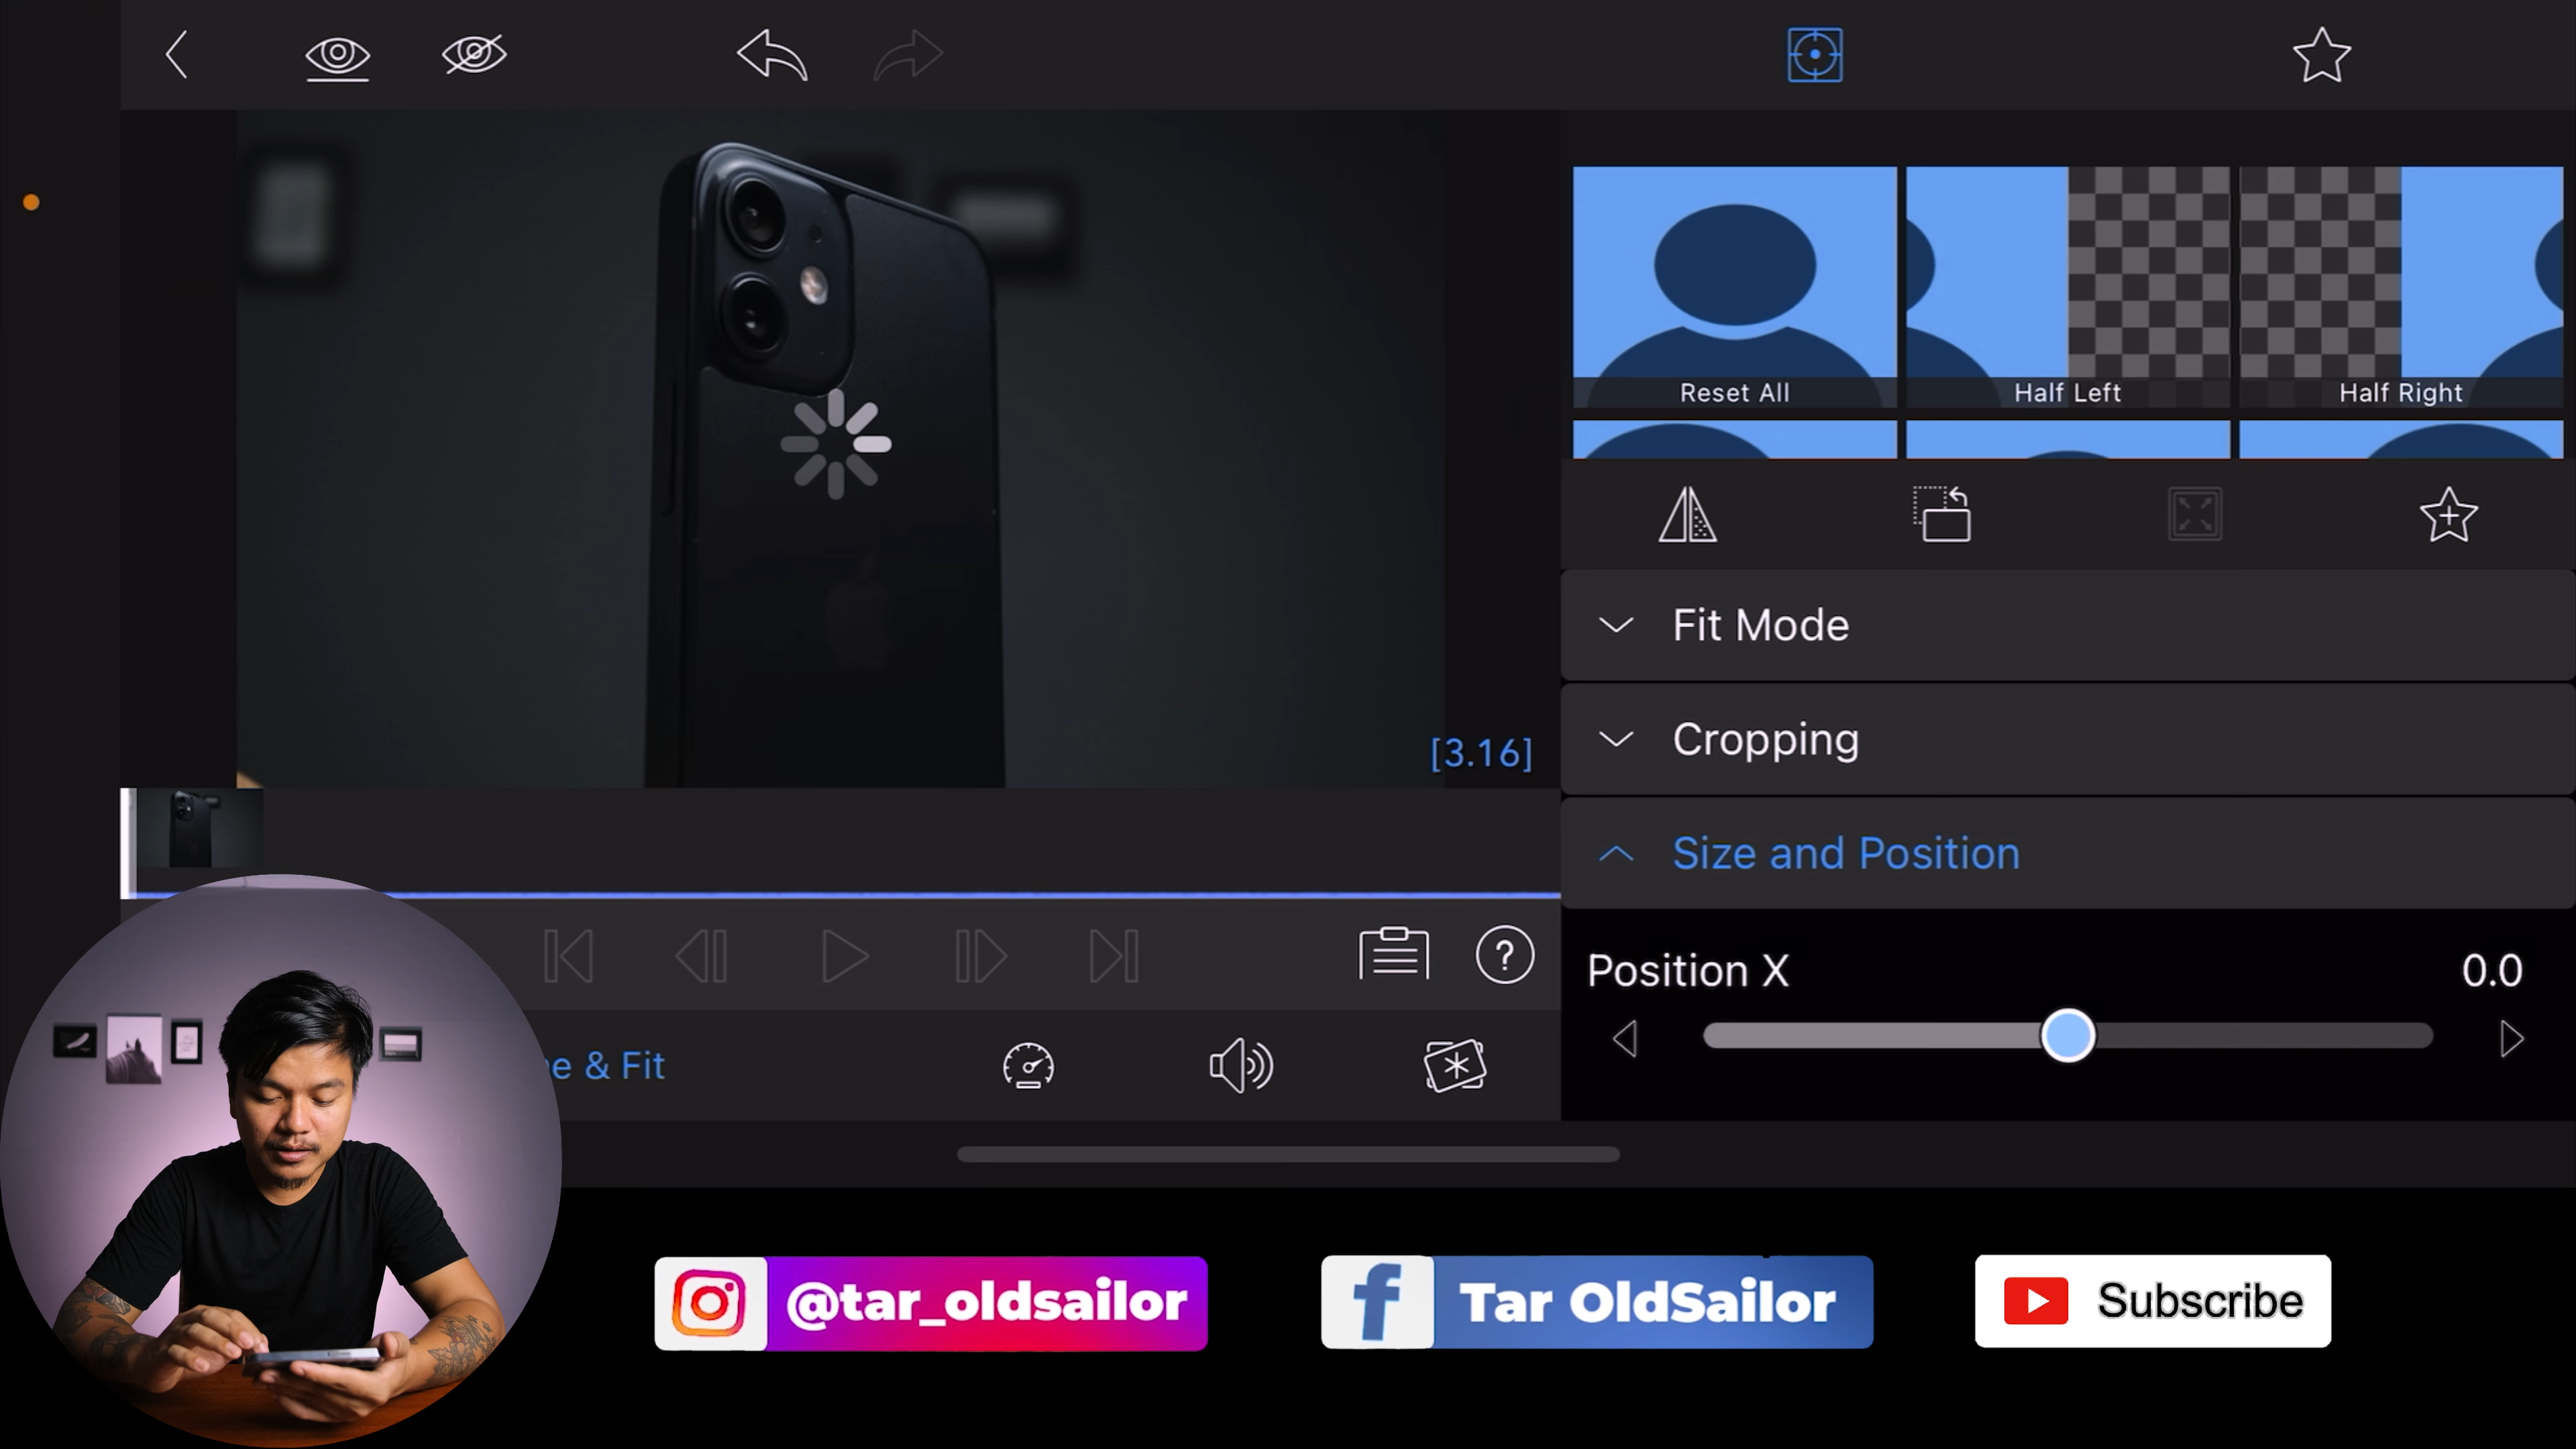 Reset All
Half Left
Half Right
Fit Mode
[3.16]
Cropping
Size and Position
Position X
0.0
e & Fit
@tar_oldsailor
Tar OldSailor
Subscribe